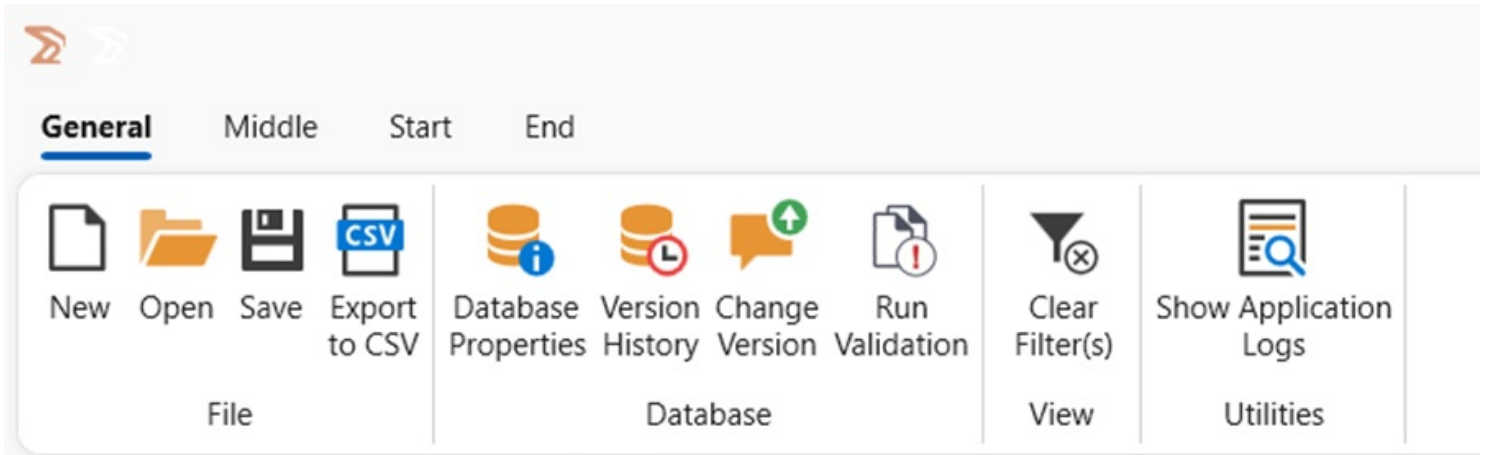 General Middle Start End
CSV
New Open Save Export Database Version Change Run Clear Show Application
to CSV Properties History Version Validation Filter(s) Logs
File Database View Utilities